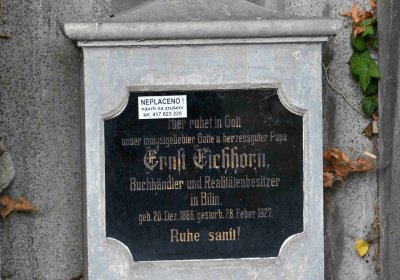 NEPLACENO !
návrh na zrušení
tel. 417 823 225
Hier ruhet in Gott
unser innigstgeliebter Gatte u herzensguter Papa
Ernst Eichhorn,
Buchhändler und Realitätenbesitzer
in Bilin,
geb. 20. Dez. 1866, gestorb. 28. Feber 1927.
Ruhe sanft!